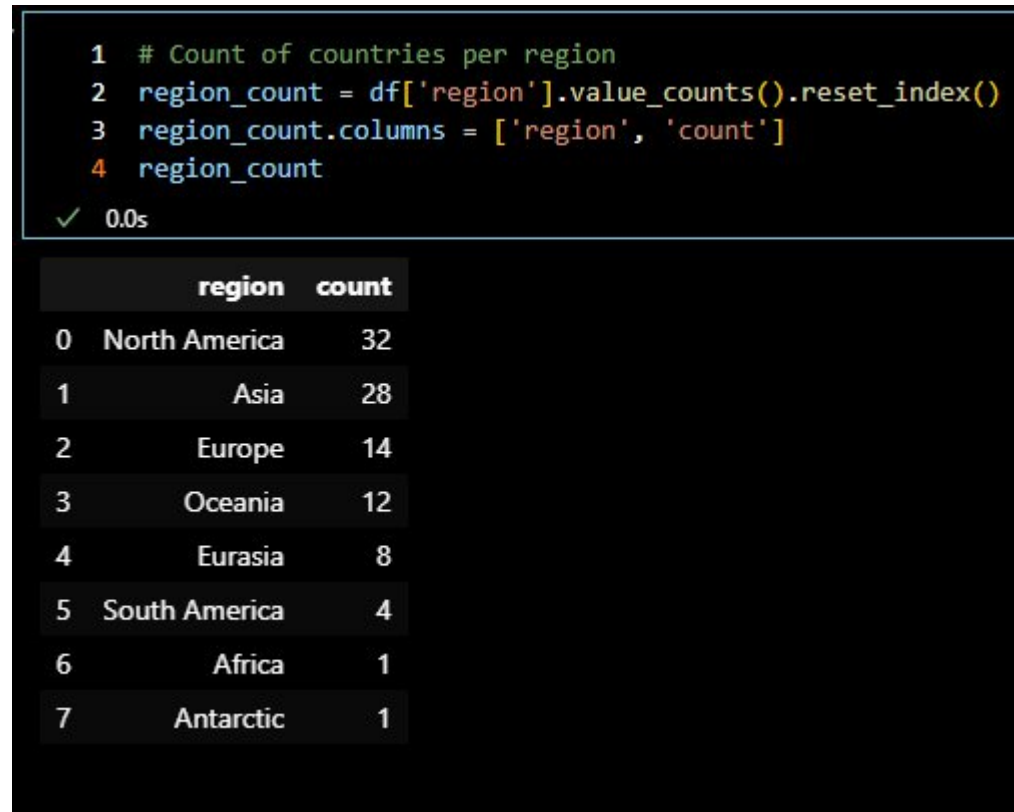 1 # Count of countries per region
2 region_count = df['region'].value_counts().reset_index()
3 region_count.columns = ['region', 'count']
4 region_count
✓ 0.0s
region count
0 North America 32
1 Asia 28
2 Europe 14
3 Oceania 12
4 Eurasia 8
5 South America 4
6 Africa 1
7 Antarctic 1